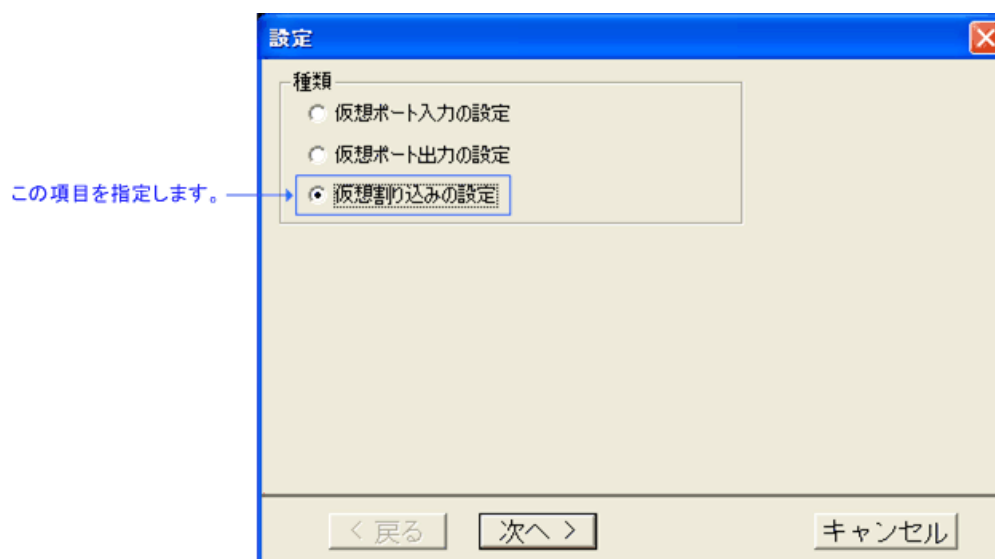 設定
種類
仮想ポート入力の設定
仮想ポート出力の設定
この項目を指定します。
仮想割り込みの設定
< 戻る
次へ >
キャンセル